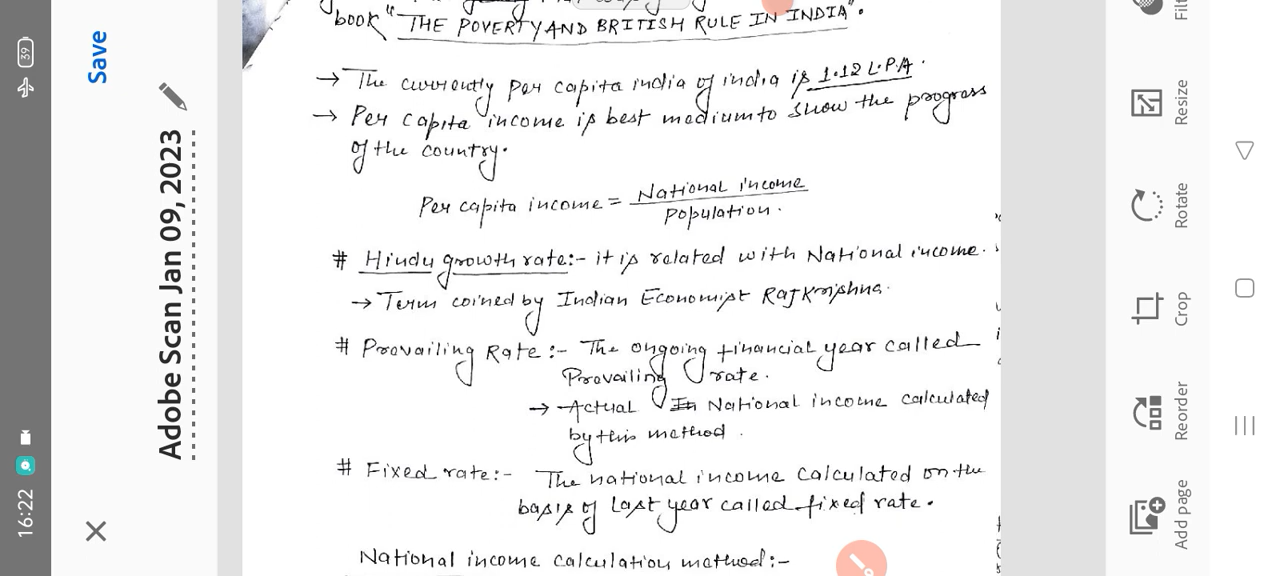 book "THE POVERTY AND BRITISH RULE IN INDIA".
→ The currently per capita india of india is 1.12 L.P.A.
→ Per capita income is best medium to show the progress
of the country.
Per capita income = National income
Population.
# Hindu growth rate:- it is related with National income.
→ Term coined by Indian Economist Rajkrishna.
# Prevailing Rate:- The ongoing financial year called
Prevailing rate.
→ Actual In National income calculated
by this method.
# Fixed rate:- The national income calculated on the
basis of last year called fixed rate.
National income calculation method:-
Save
Adobe Scan Jan 09, 2023
39
16:22
Filt
Resize
Rotate
Crop
Reorder
Add page